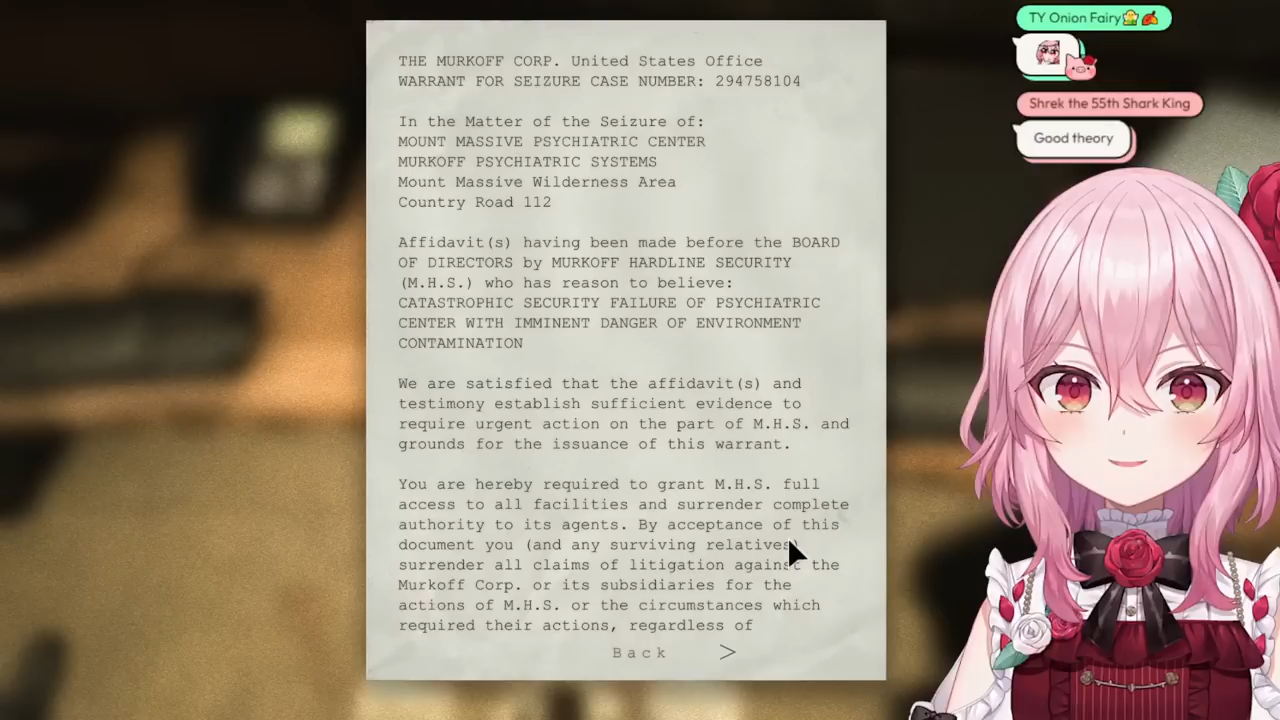 THE MURKOFF CORP. United States Office
WARRANT FOR SEIZURE CASE NUMBER: 294758104
In the Matter of the Seizure of:
MOUNT MASSIVE PSYCHIATRIC CENTER
MURKOFF PSYCHIATRIC SYSTEMS
Mount Massive Wilderness Area
Country Road 112
Affidavit(s) having been made before the BOARD
OF DIRECTORS by MURKOFF HARDLINE SECURITY
(M.H.S.) who has reason to believe:
CATASTROPHIC SECURITY FAILURE OF PSYCHIATRIC
CENTER WITH IMMINENT DANGER OF ENVIRONMENT
CONTAMINATION
We are satisfied that the affidavit(s) and
testimony establish sufficient evidence to
require urgent action on the part of M.H.S. and
grounds for the issuance of this warrant.
You are hereby required to grant M.H.S. full
access to all facilities and surrender complete
authority to its agents. By acceptance of this
document you (and any surviving relatives)
surrender all claims of litigation against the
Murkoff Corp. or its subsidiaries for the
actions of M.H.S. or the circumstances which
required their actions, regardless of
Back >
TY Onion Fairy
Shrek the 55th Shark King
Good theory